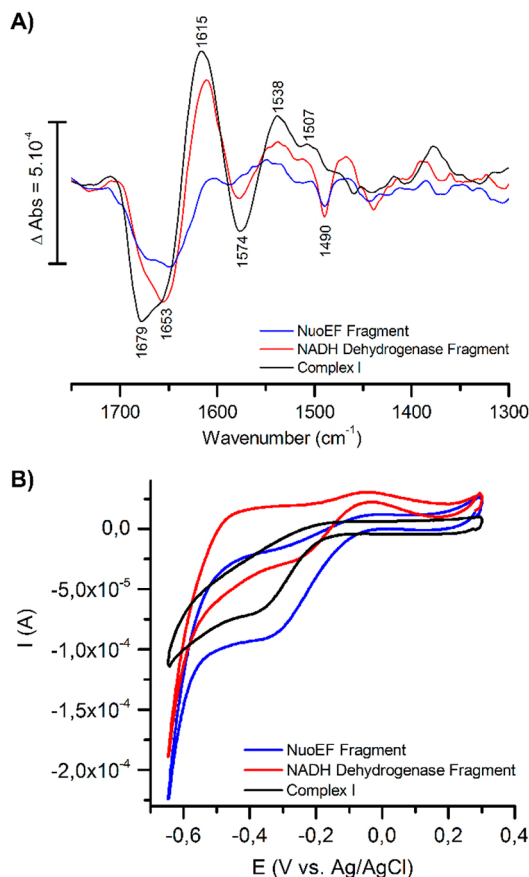 A)
1615
1538
1507
Δ Abs = 5.10⁻⁴
1574
1490
1679
1653
NuoEF Fragment
NADH Dehydrogenase Fragment
Complex I
1700 1600 1500 1400 1300
Wavenumber (cm⁻¹)
B)
0,0
-5,0x10⁻⁵
-1,0x10⁻⁴
-1,5x10⁻⁴
-2,0x10⁻⁴
I (A)
NuoEF Fragment
NADH Dehydrogenase Fragment
Complex I
-0,6 -0,4 -0,2 0,0 0,2 0,4
E (V vs. Ag/AgCl)